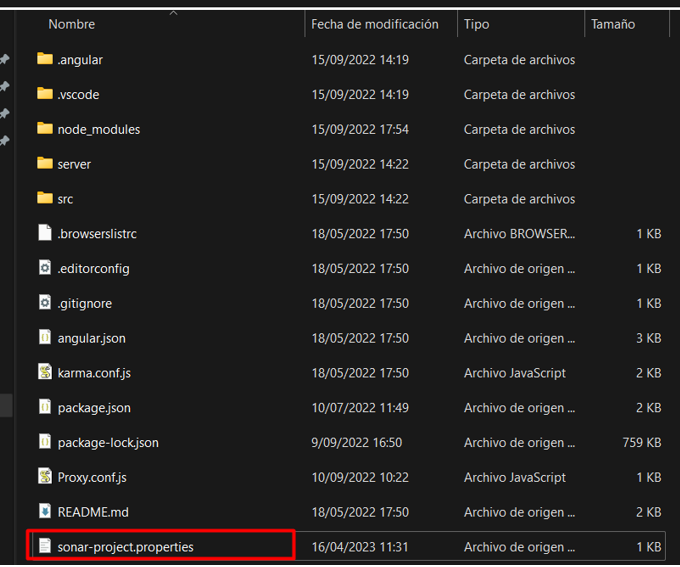 Nombre Fecha de modificación Tipo Tamaño
.angular 15/09/2022 14:19 Carpeta de archivos
.vscode 15/09/2022 14:19 Carpeta de archivos
node_modules 15/09/2022 17:54 Carpeta de archivos
server 15/09/2022 14:22 Carpeta de archivos
src 15/09/2022 14:22 Carpeta de archivos
.browserslistrc 18/05/2022 17:50 Archivo BROWSER... 1 KB
.editorconfig 18/05/2022 17:50 Archivo de origen ... 1 KB
.gitignore 18/05/2022 17:50 Archivo de origen ... 1 KB
angular.json 18/05/2022 17:50 Archivo de origen ... 3 KB
karma.conf.js 18/05/2022 17:50 Archivo JavaScript 2 KB
package.json 10/07/2022 11:49 Archivo de origen ... 2 KB
package-lock.json 9/09/2022 16:50 Archivo de origen ... 759 KB
Proxy.conf.js 10/09/2022 10:22 Archivo JavaScript 1 KB
README.md 18/05/2022 17:50 Archivo de origen ... 2 KB
sonar-project.properties 16/04/2023 11:31 Archivo de origen ... 1 KB